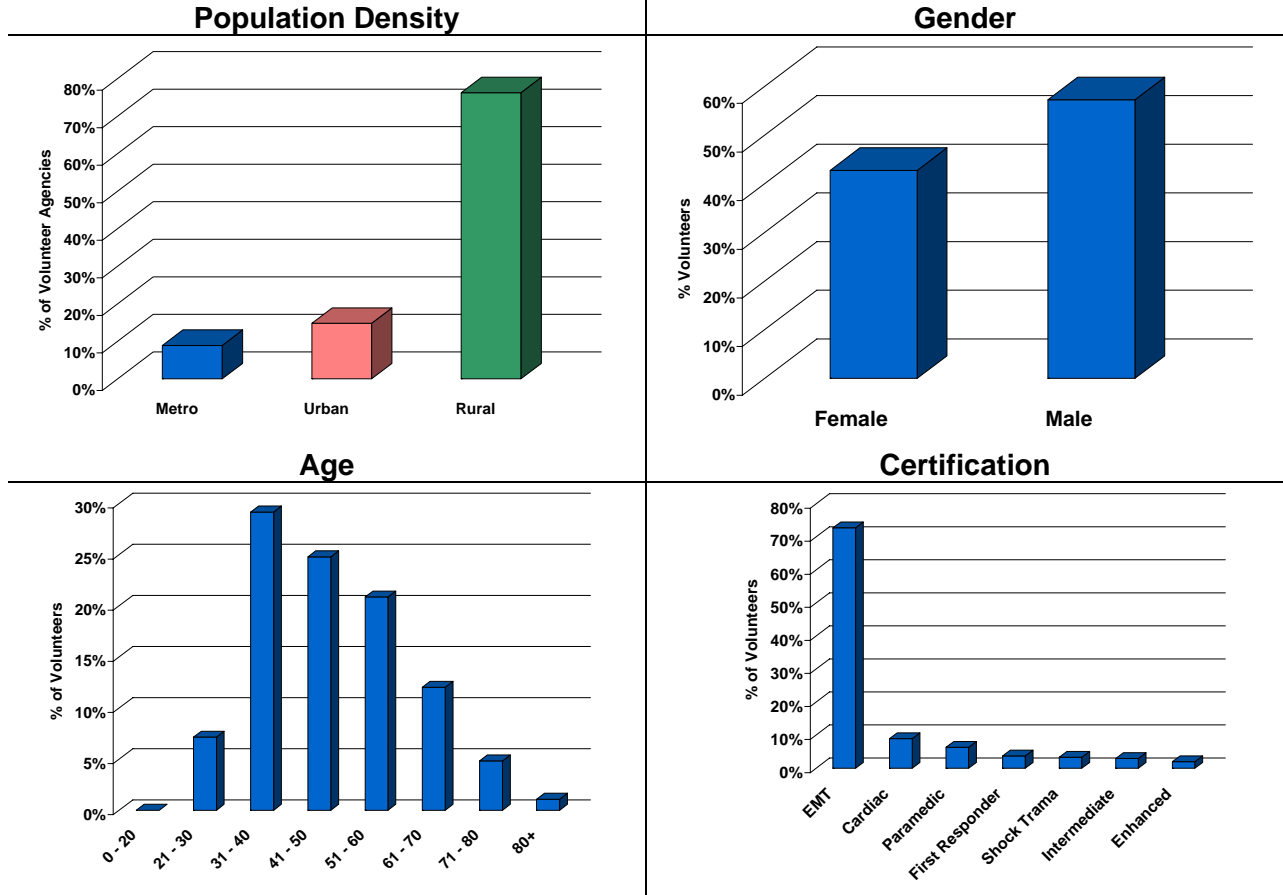 Population Density
80%
70%
60%
50%
40%
30%
20%
10%
0%
% of Volunteer Agencies
Metro Urban Rural
Gender
60%
50%
40%
30%
20%
10%
0%
% Volunteers
Female Male
Age
30%
25%
20%
15%
10%
5%
0%
% of Volunteers
0 - 20
21 - 30
31 - 40
41 - 50
51 - 60
61 - 70
71 - 80
80+
Certification
80%
70%
60%
50%
40%
30%
20%
10%
0%
% of Volunteers
EMT
Cardiac
Paramedic
First Responder
Shock Trama
Intermediate
Enhanced